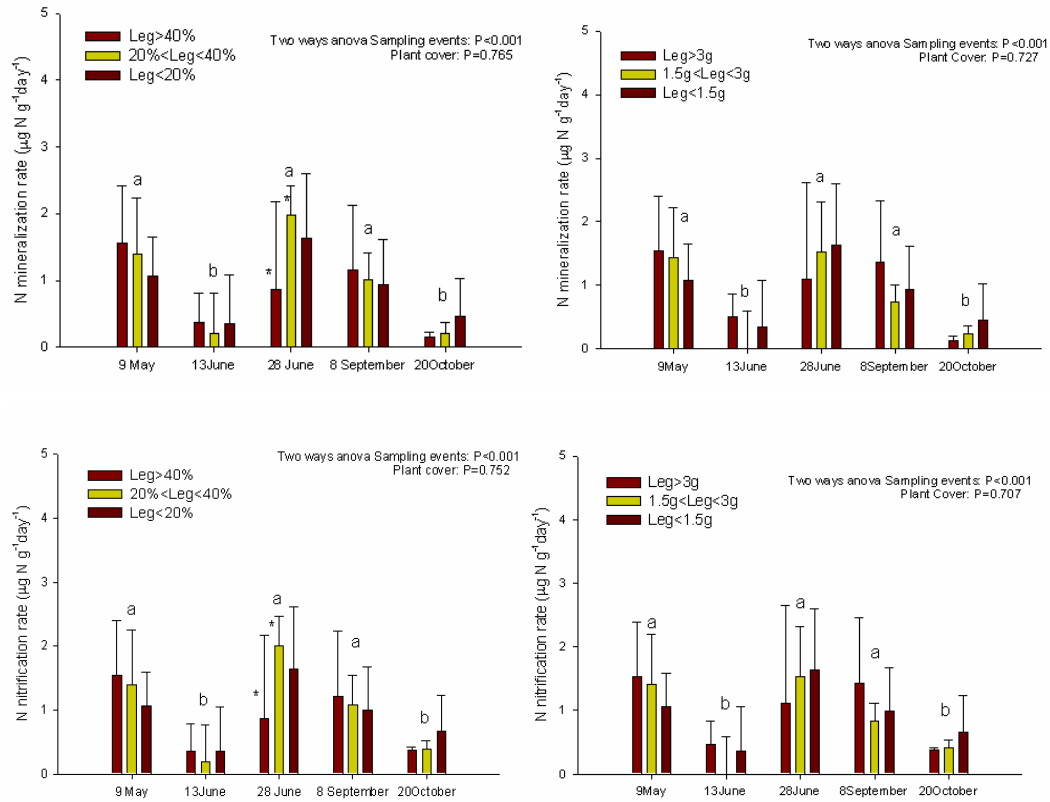 5
4
3
2
1
0
N mineralization rate (µg N g⁻¹day⁻¹)
Leg>40%
20%<Leg<40%
Leg<20%
Two ways anova Sampling events: P<0.001
Plant cover: P=0.765
a
b
*
a
*
a
b
9 May
13June
28 June
8 September
20October
5
4
3
2
1
0
N mineralization rate (µg N g⁻¹day⁻¹)
Leg>3g
1.5g<Leg<3g
Leg<1.5g
Two ways anova Sampling events: P<0.001
Plant Cover: P=0.727
a
b
a
a
b
9May
13June
28June
8September
20October
5
4
3
2
1
0
N nitrification rate (µg N g⁻¹day⁻¹)
Leg>40%
20%<Leg<40%
Leg<20%
Two ways anova Sampling events: P<0.001
Plant cover: P=0.752
a
b
*
a
*
a
b
9 May
13June
28 June
8 September
20October
5
4
3
2
1
0
N nitrification rate (µg N g⁻¹day⁻¹)
Leg>3g
1.5g<Leg<3g
Leg<1.5g
Two ways anova Sampling events: P<0.001
Plant Cover: P=0.707
a
b
a
a
b
9May
13June
28June
8September
20October